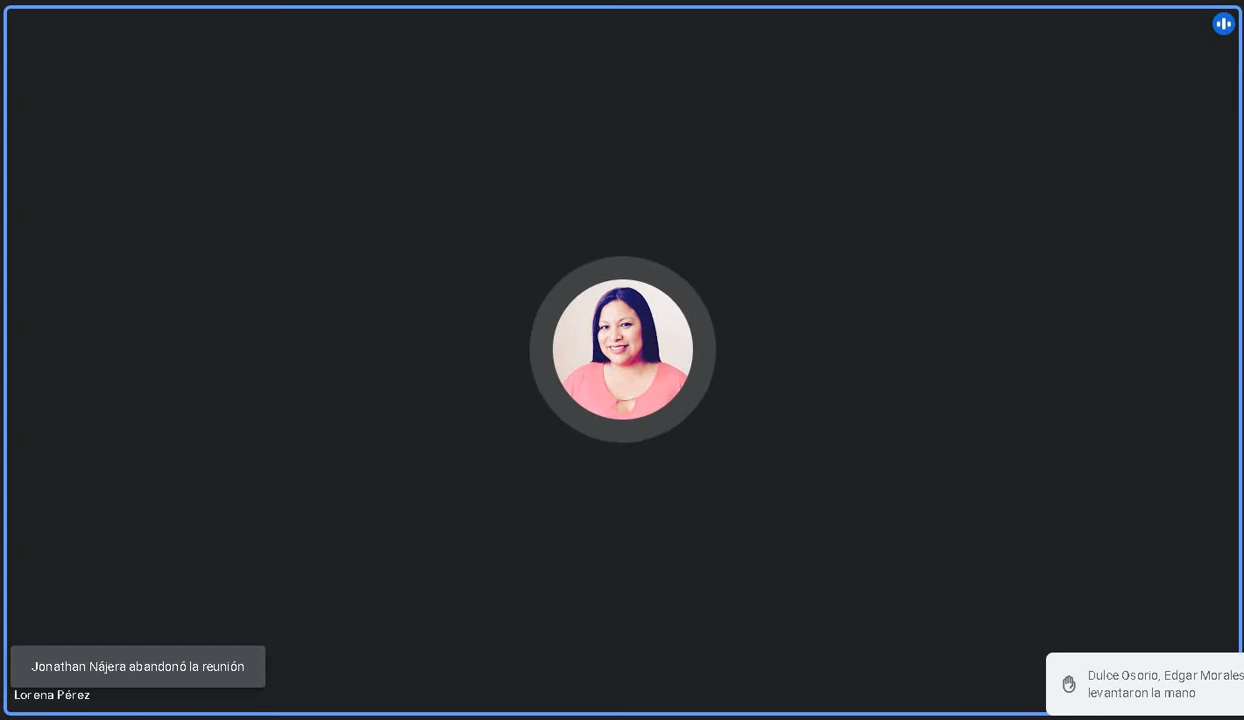 Jonathan Nájera abandonó la reunión
Lorena Pérez
Dulce Osorio, Edgar Morales
levantaron la mano